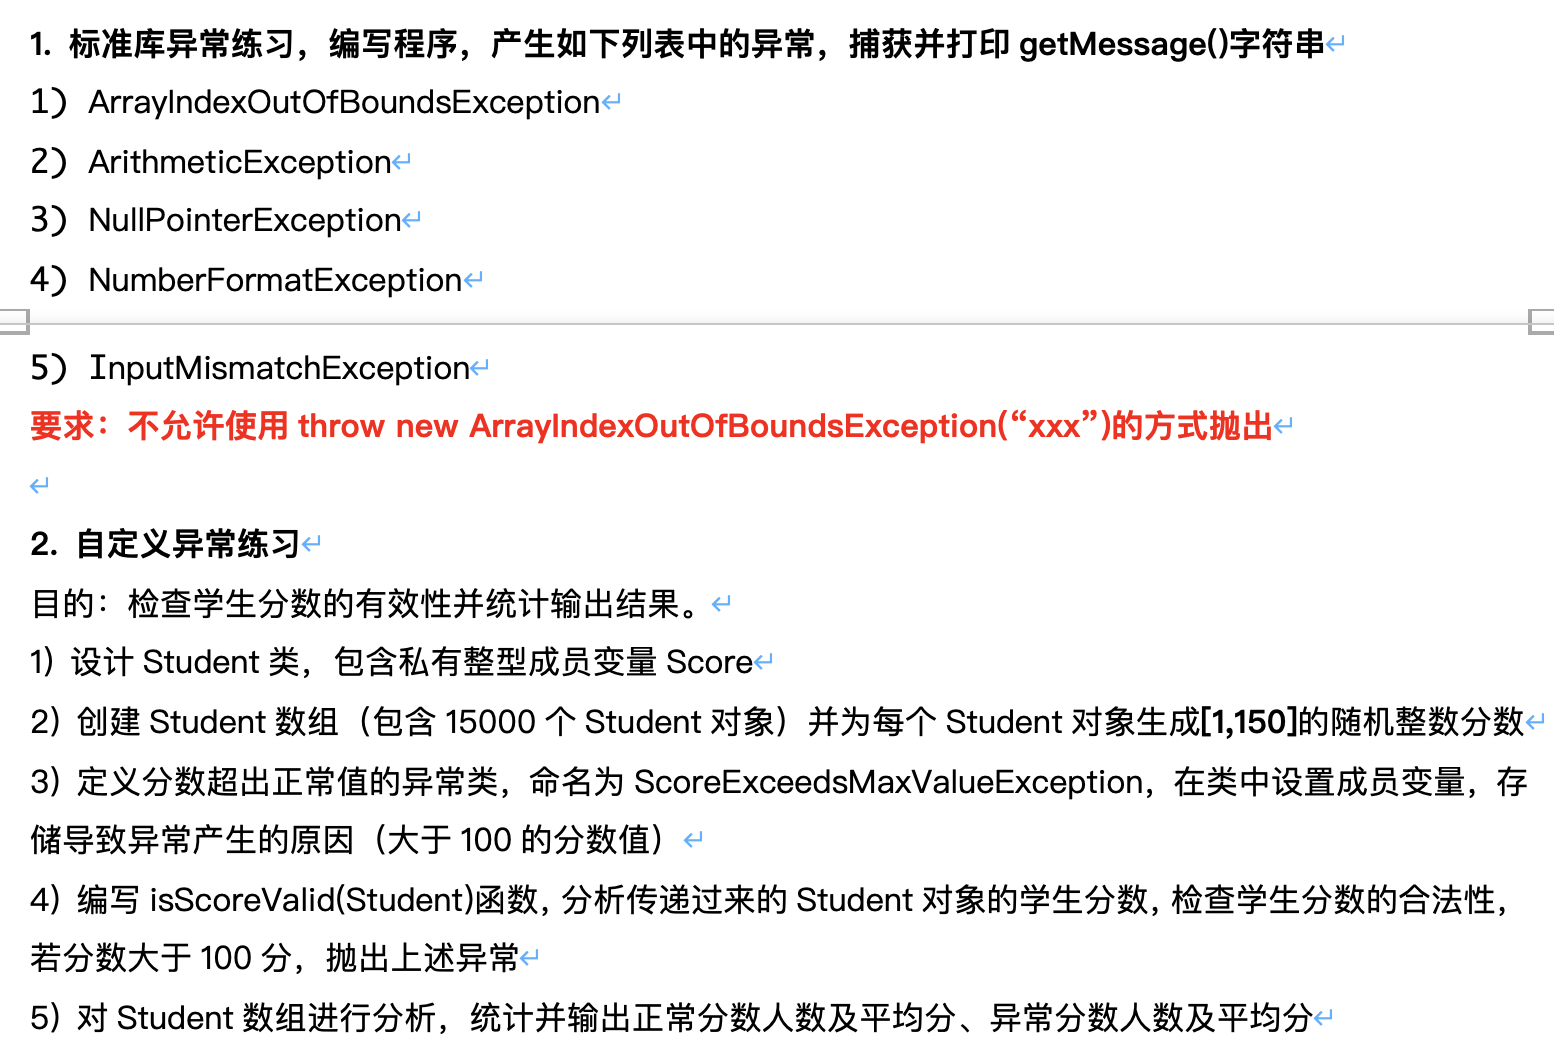 1. 标准库异常练习，编写程序，产生如下列表中的异常，捕获并打印 getMessage()字符串
1） ArrayIndexOutOfBoundsException
2） ArithmeticException
3） NullPointerException
4） NumberFormatException
5） InputMismatchException
要求：不允许使用 throw new ArrayIndexOutOfBoundsException(“xxx”)的方式抛出
2. 自定义异常练习
目的：检查学生分数的有效性并统计输出结果。
1) 设计 Student 类，包含私有整型成员变量 Score
2) 创建 Student 数组（包含 15000 个 Student 对象）并为每个 Student 对象生成[1,150]的随机整数分数
3) 定义分数超出正常值的异常类，命名为 ScoreExceedsMaxValueException，在类中设置成员变量，存
储导致异常产生的原因（大于 100 的分数值）
4) 编写 isScoreValid(Student)函数, 分析传递过来的 Student 对象的学生分数, 检查学生分数的合法性，
若分数大于 100 分，抛出上述异常
5) 对 Student 数组进行分析，统计并输出正常分数人数及平均分、异常分数人数及平均分